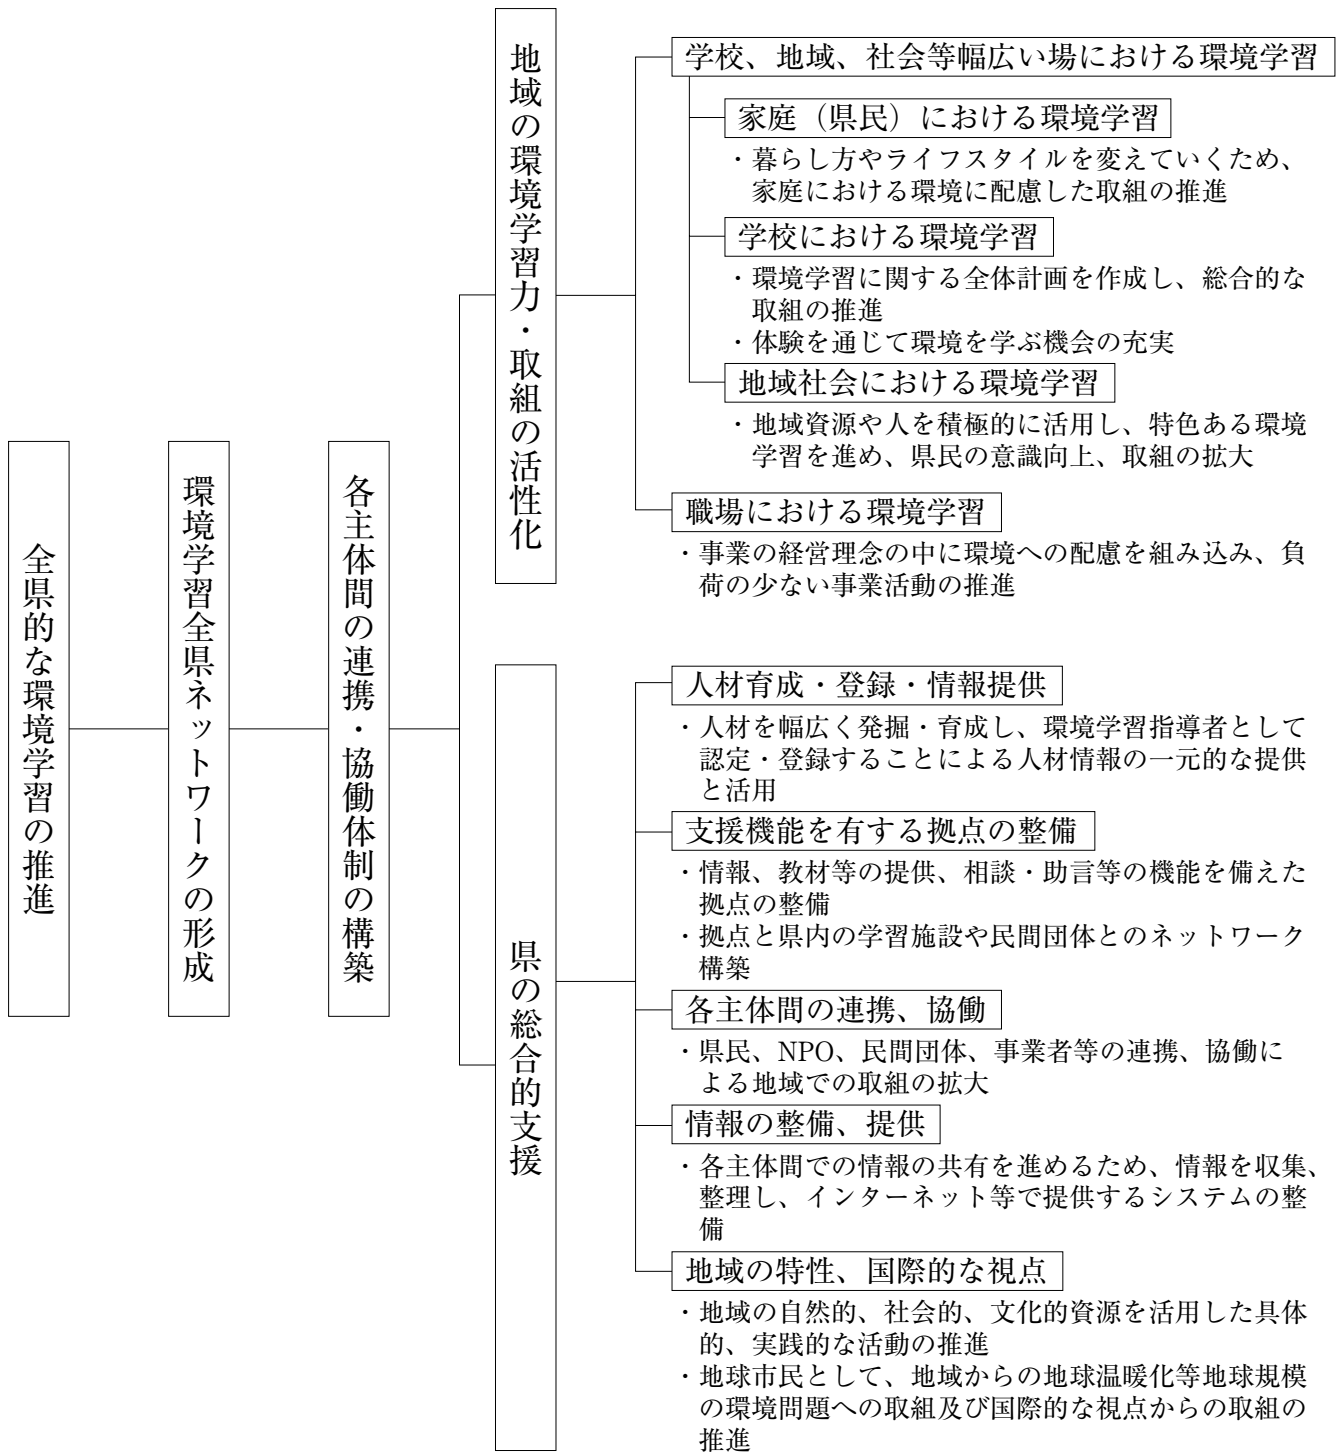 全県的な環境学習の推進
環境学習全県ネットワークの形成
各主体間の連携・協働体制の構築
地域の環境学習力・取組の活性化
学校、地域、社会等幅広い場における環境学習
家庭（県民）における環境学習
・暮らし方やライフスタイルを変えていくため、
家庭における環境に配慮した取組の推進
学校における環境学習
・環境学習に関する全体計画を作成し、総合的な
取組の推進
・体験を通じて環境を学ぶ機会の充実
地域社会における環境学習
・地域資源や人を積極的に活用し、特色ある環境
学習を進め、県民の意識向上、取組の拡大
職場における環境学習
・事業の経営理念の中に環境への配慮を組み込み、負
荷の少ない事業活動の推進
県の総合的支援
人材育成・登録・情報提供
・人材を幅広く発掘・育成し、環境学習指導者として
認定・登録することによる人材情報の一元的な提供
と活用
支援機能を有する拠点の整備
・情報、教材等の提供、相談・助言等の機能を備えた
拠点の整備
・拠点と県内の学習施設や民間団体とのネットワーク
構築
各主体間の連携、協働
・県民、NPO、民間団体、事業者等の連携、協働に
よる地域での取組の拡大
情報の整備、提供
・各主体間での情報の共有を進めるため、情報を収集、
整理し、インターネット等で提供するシステムの整
備
地域の特性、国際的な視点
・地域の自然的、社会的、文化的資源を活用した具体
的、実践的な活動の推進
・地球市民として、地域からの地球温暖化等地球規模
の環境問題への取組及び国際的な視点からの取組の
推進